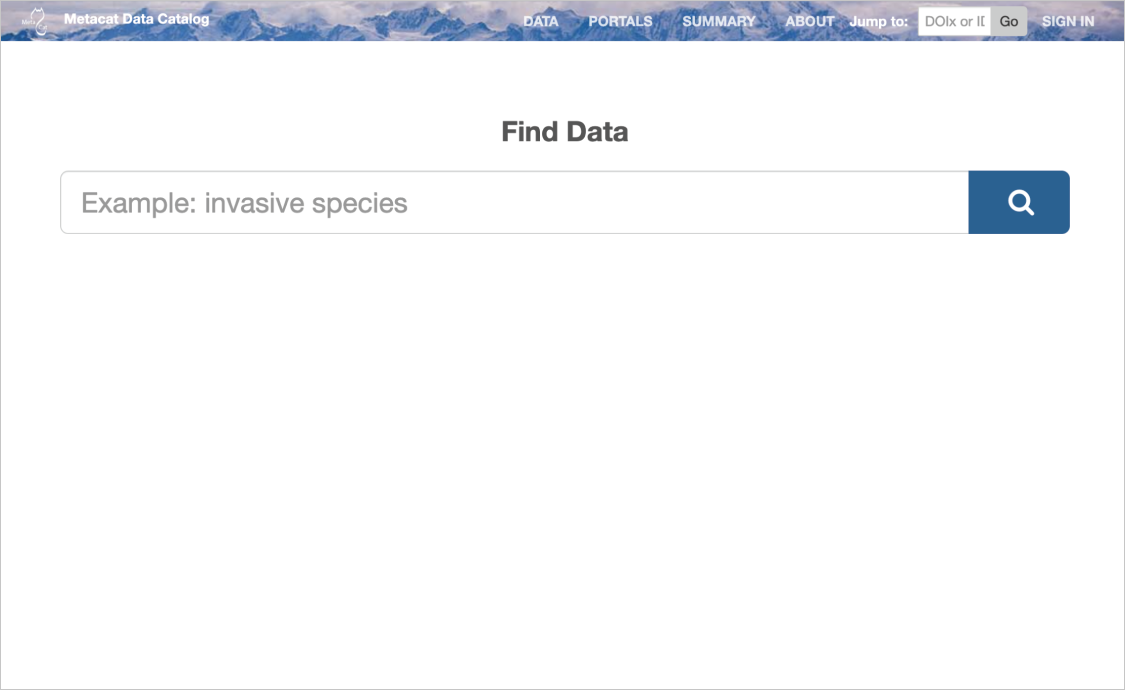 Meta
Metacat Data Catalog
DATA PORTALS SUMMARY ABOUT Jump to: DOIx or ID Go SIGN IN
Find Data
Example: invasive species